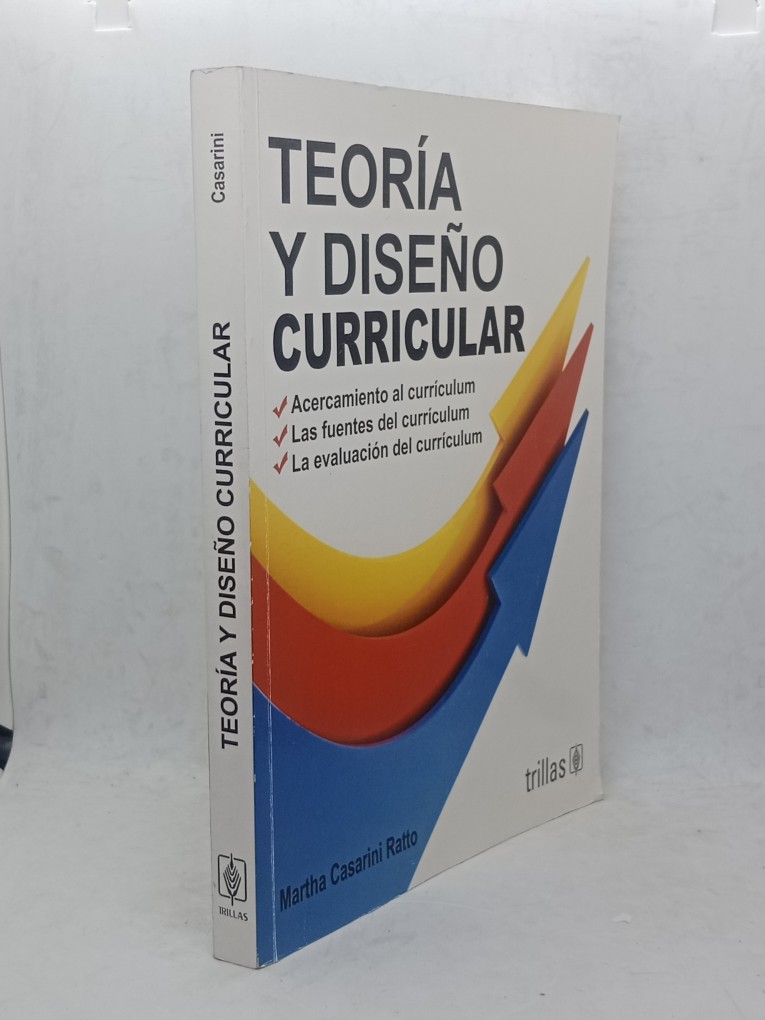 Casarini
TEORÍA Y DISEÑO CURRICULAR
TRILLAS
TEORÍA
Y DISEÑO
CURRICULAR
Acercamiento al currículum
Las fuentes del currículum
La evaluación del currículum
trillas
Martha Casarini Ratto